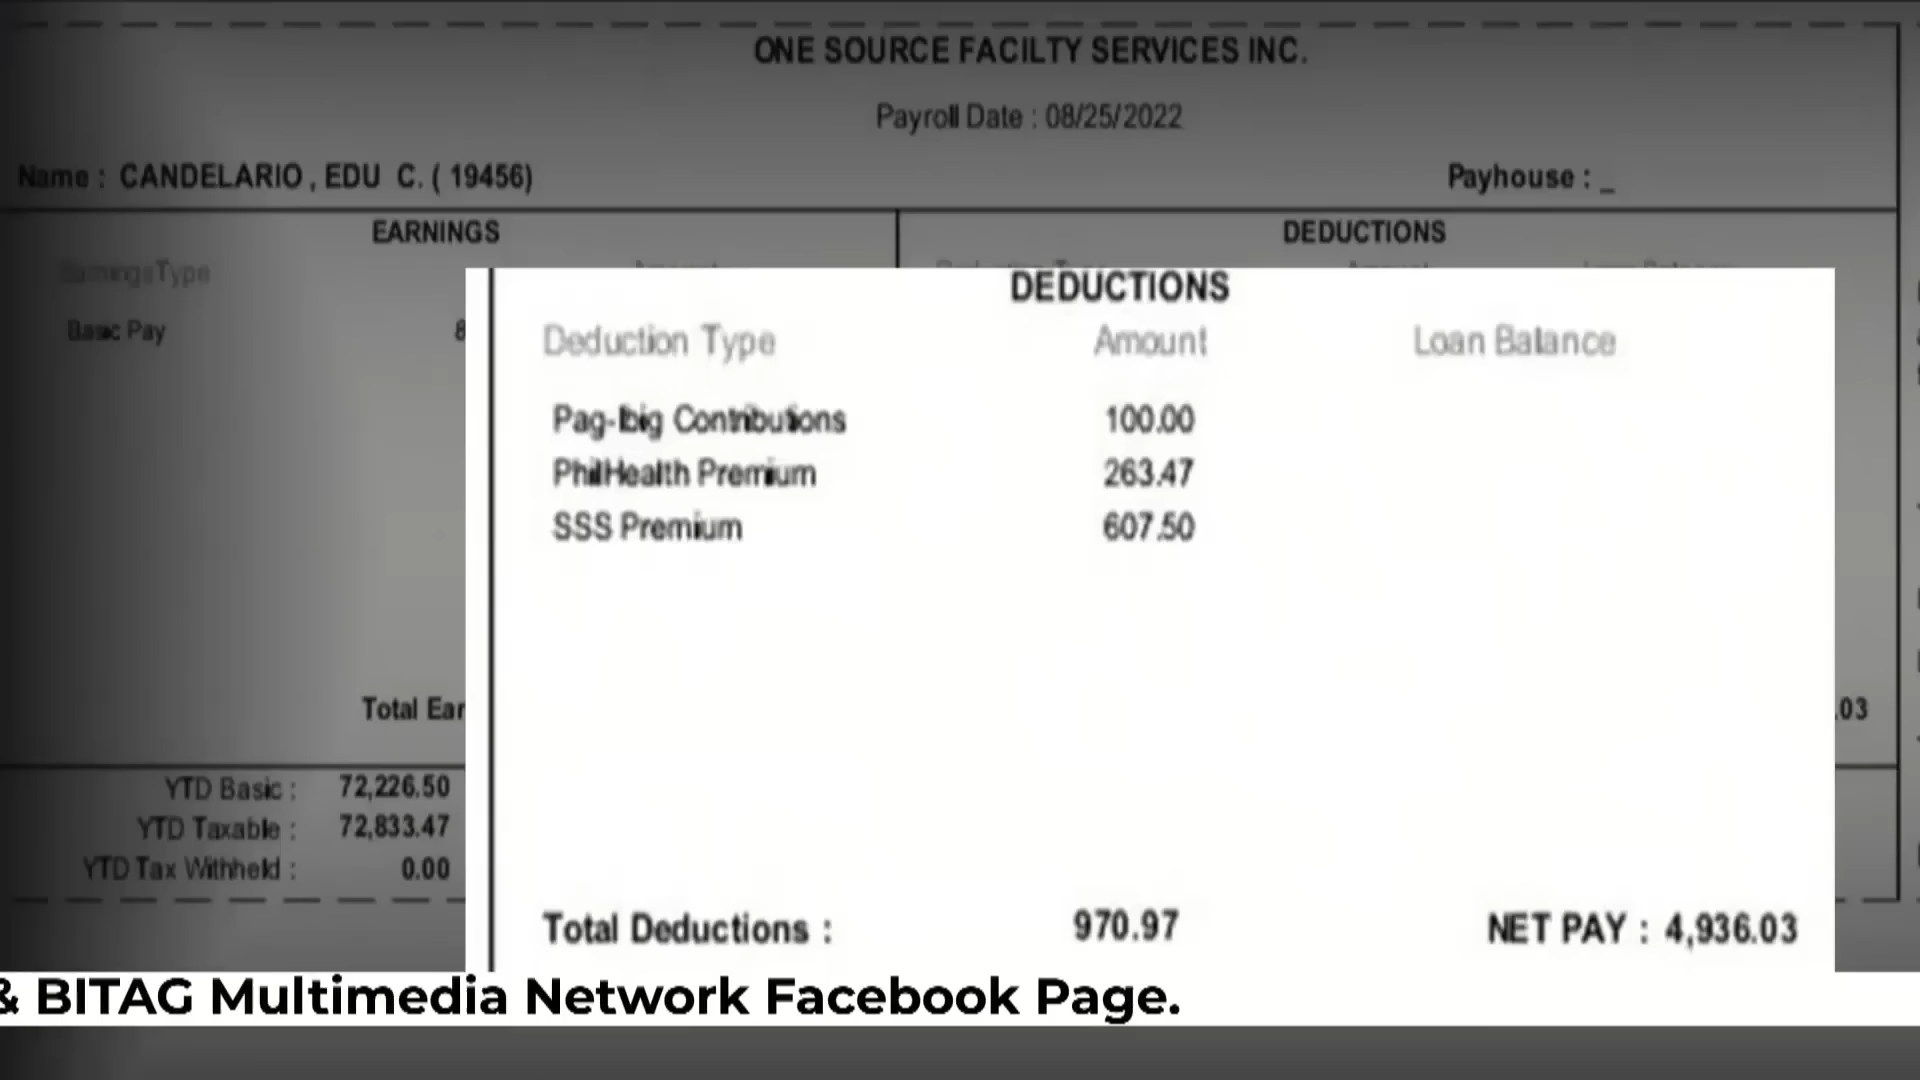 ONE SOURCE FACILTY SERVICES INC.
Payroll Date : 08/25/2022
Name : CANDELARIO , EDU C. ( 19456)
Payhouse : _
EARNINGS
DEDUCTIONS
Earnings Type
Basic Pay 8
Total Ear
.03
YTD Basic : 72,226.50
YTD Taxable : 72,833.47
YTD Tax Withheld : 0.00
DEDUCTIONS
Deduction Type Amount Loan Balance
Pag-Ibig Contributions 100.00
PhilHealth Premium 263.47
SSS Premium 607.50
Total Deductions : 970.97 NET PAY : 4,936.03
& BITAG Multimedia Network Facebook Page.